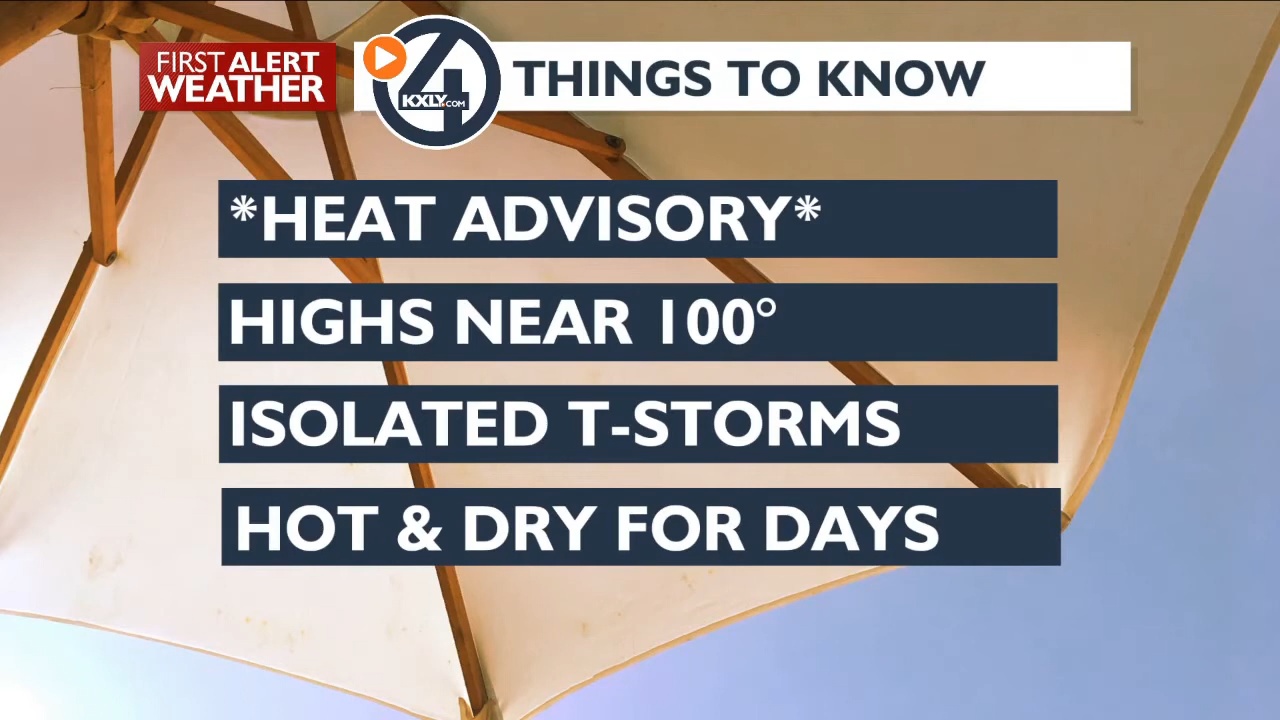 FIRST ALERT
WEATHER
4
KXLY.COM
THINGS TO KNOW
*HEAT ADVISORY*
HIGHS NEAR 100°
ISOLATED T-STORMS
HOT & DRY FOR DAYS